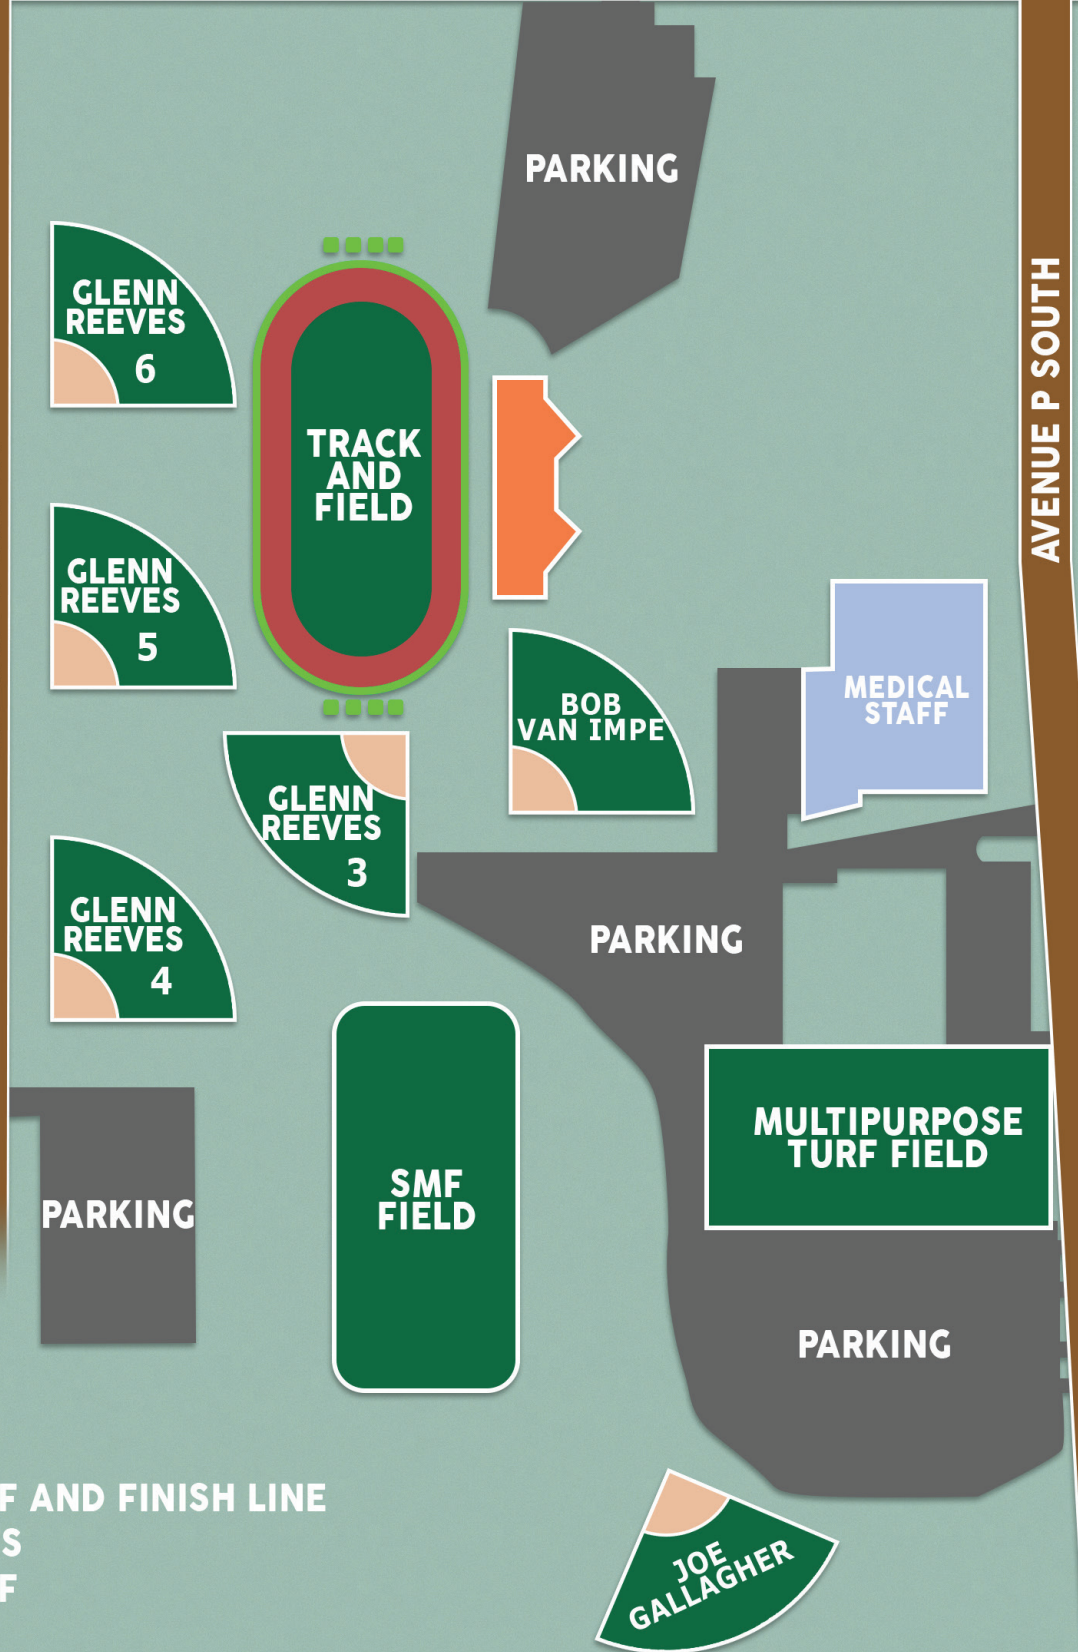 PARKING
GLENN
REEVES
6
TRACK
AND
FIELD
AVENUE P SOUTH
GLENN
REEVES
5
BOB
VAN IMPE
MEDICAL
STAFF
GLENN
REEVES
3
GLENN
REEVES
4
PARKING
MULTIPURPOSE
TURF FIELD
SMF
FIELD
PARKING
PARKING
F AND FINISH LINE
S
F
JOE
GALLAGHER